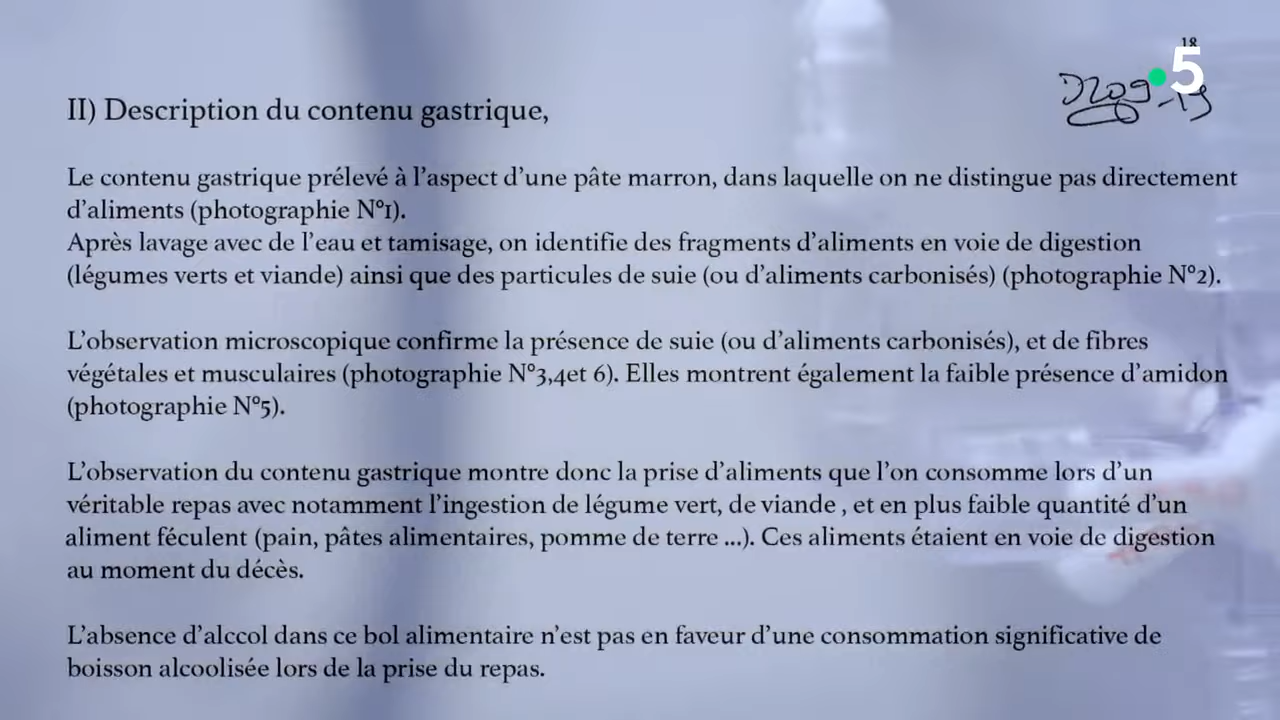 18
5
D209-19
II) Description du contenu gastrique,
Le contenu gastrique prélevé à l'aspect d'une pâte marron, dans laquelle on ne distingue pas directement
d'aliments (photographie N°1).
Après lavage avec de l'eau et tamisage, on identifie des fragments d'aliments en voie de digestion
(légumes verts et viande) ainsi que des particules de suie (ou d'aliments carbonisés) (photographie N°2).
L'observation microscopique confirme la présence de suie (ou d'aliments carbonisés), et de fibres
végétales et musculaires (photographie N°3,4et 6). Elles montrent également la faible présence d'amidon
(photographie N°5).
L'observation du contenu gastrique montre donc la prise d'aliments que l'on consomme lors d'un
véritable repas avec notamment l'ingestion de légume vert, de viande , et en plus faible quantité d'un
aliment féculent (pain, pâtes alimentaires, pomme de terre ...). Ces aliments étaient en voie de digestion
au moment du décès.
L'absence d'alccol dans ce bol alimentaire n'est pas en faveur d'une consommation significative de
boisson alcoolisée lors de la prise du repas.